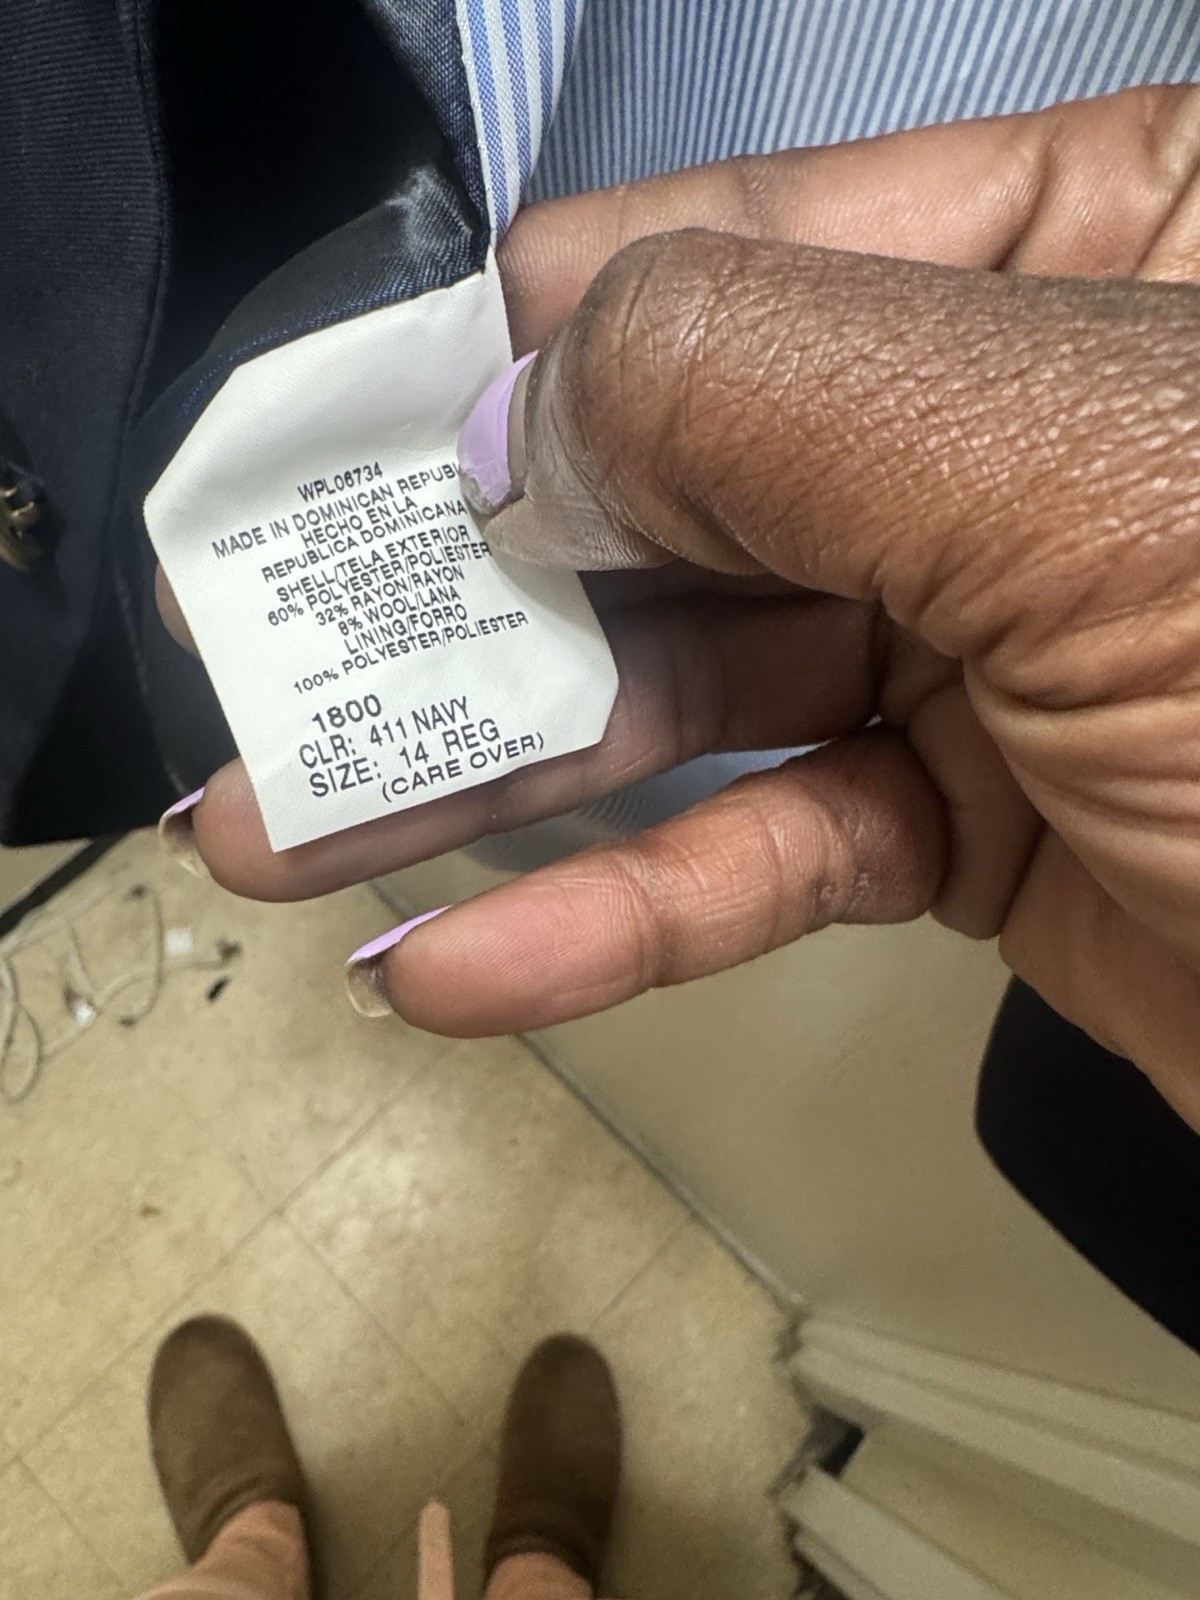 WPL06734
MADE IN DOMINICAN REPUBL
HECHO EN LA
REPUBLICA DOMINICANA
SHELL/TELA EXTERIOR
60% POLYESTER/POLIESTER
32% RAYON/RAYON
8% WOOL/LANA
LINING/FORRO
100% POLYESTER/POLIESTER
1800
CLR: 411 NAVY
SIZE: 14 REG
(CARE OVER)